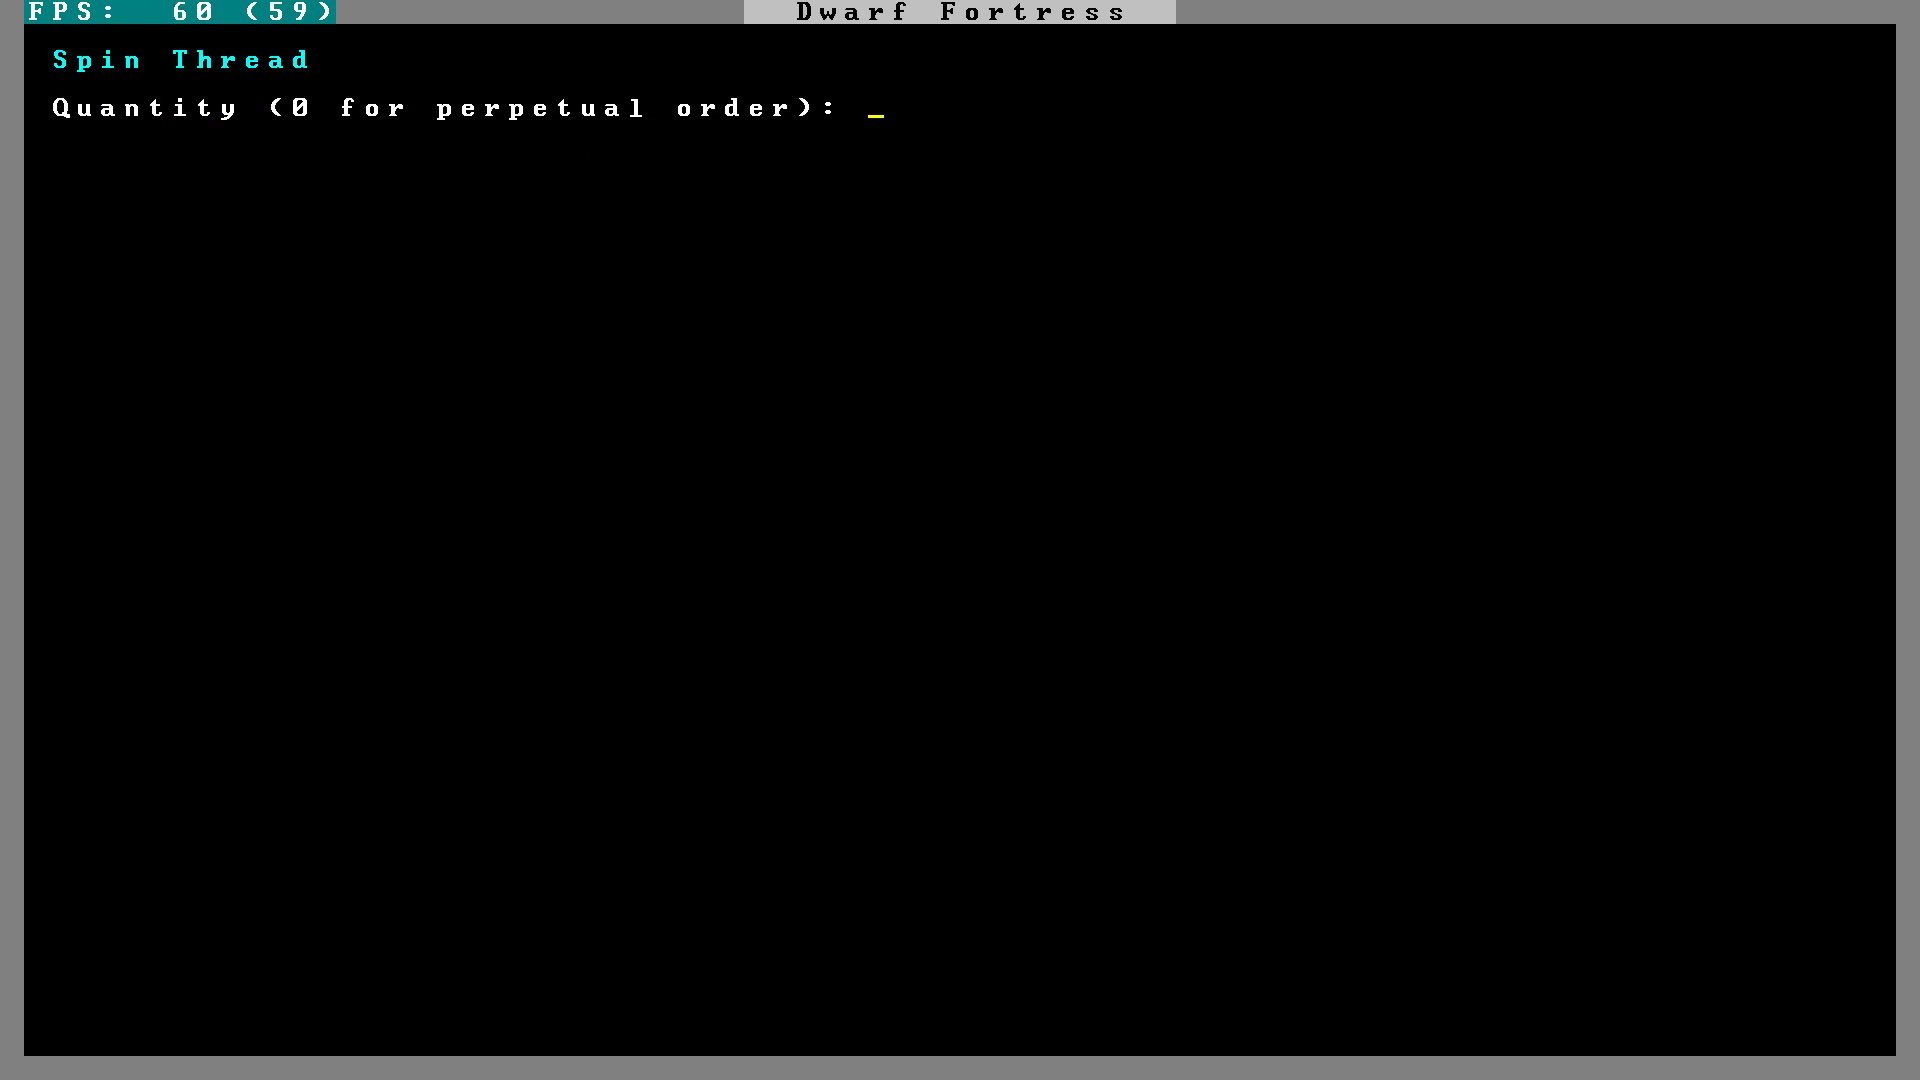 FPS: 60 (59)
Dwarf Fortress
Spin Thread
Quantity (0 for perpetual order): _